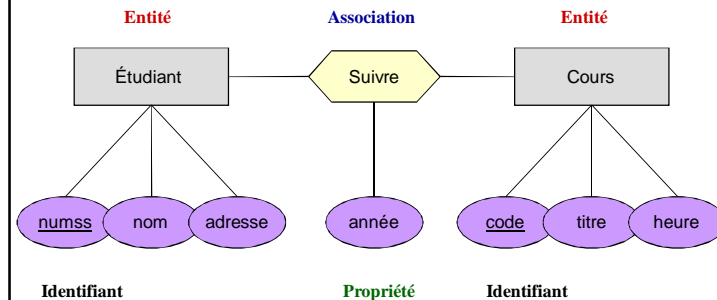 Entité Association Entité
Étudiant Suivre Cours
numss nom adresse année code titre heure
Identifiant Propriété Identifiant